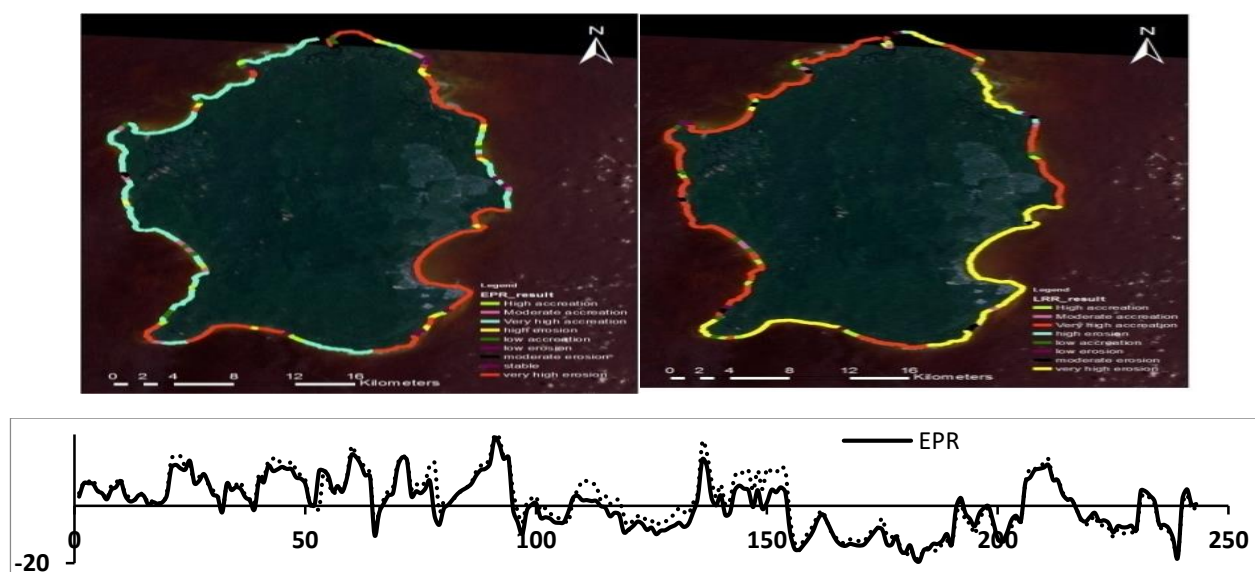 N
Legend
EPR_result
High accreation
Moderate accreation
Very high accreation
high erosion
low accreation
low erosion
moderate erosion
stable
very high erosion
0 2 4 8 12 16
Kilometers
N
Legend
LRR_result
High accreation
Moderate accreation
Very high accreation
high erosion
low accreation
low erosion
moderate erosion
very high erosion
0 2 4 8 12 16
Kilometers
EPR
0 50 100 150 200 250
-20